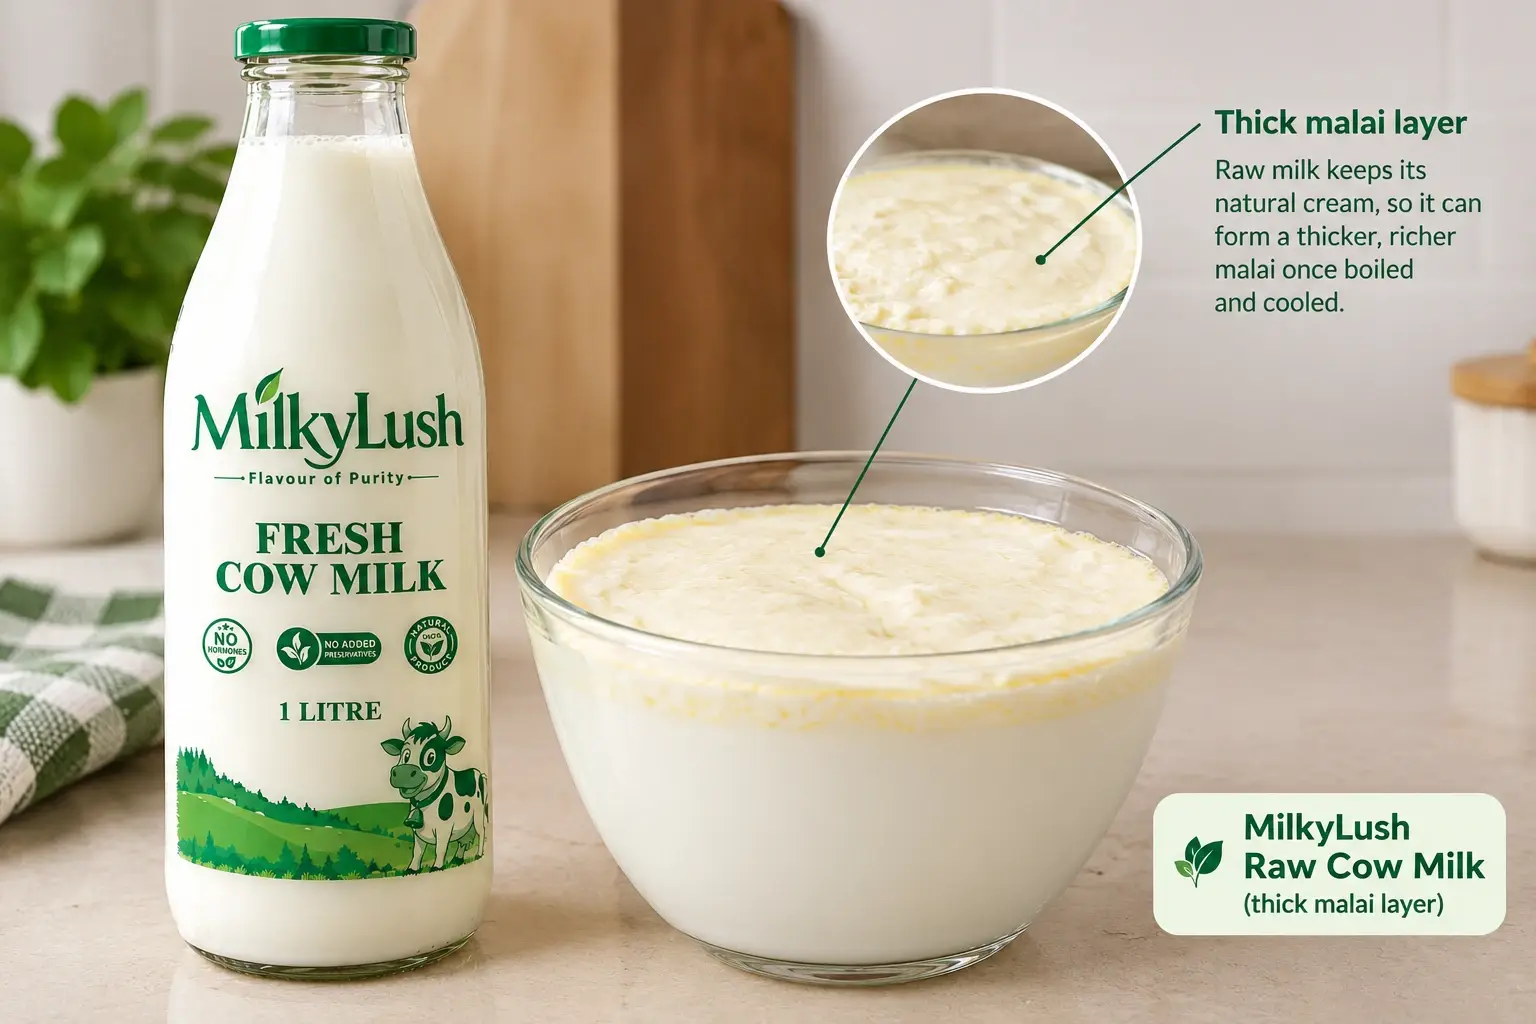 MilkyLush
Flavour of Purity
FRESH
COW MILK
NO
HORMONES
NO ADDED
PRESERVATIVES
NATURAL
PRODUCT
1 LITRE
Thick malai layer
Raw milk keeps its
natural cream, so it can
form a thicker, richer
malai once boiled
and cooled.
MilkyLush
Raw Cow Milk
(thick malai layer)